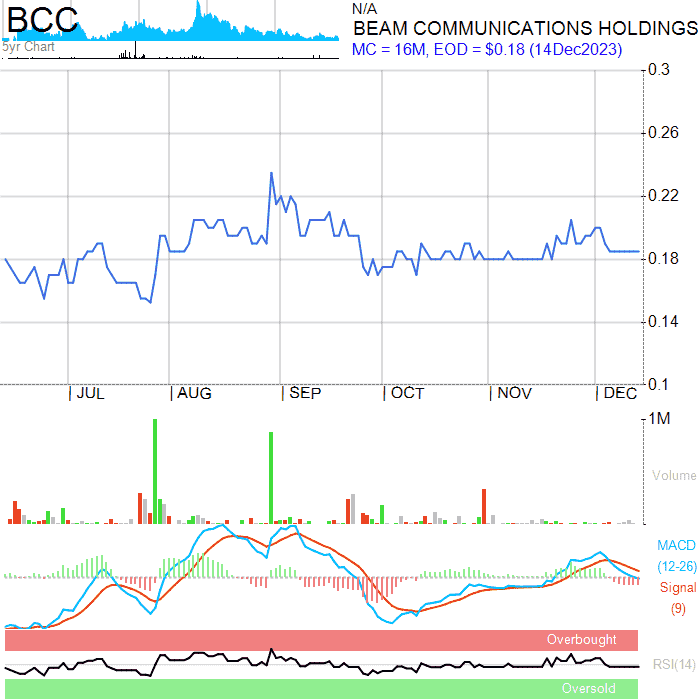 BCC
5yr Chart
N/A
BEAM COMMUNICATIONS HOLDINGS
MC = 16M, EOD = $0.18 (14Dec2023)
0.3
0.26
0.22
0.18
0.14
0.1
JUL AUG SEP OCT NOV DEC
1M
Volume
MACD
(12-26)
Signal
(9)
Overbought
RSI(14)
Oversold